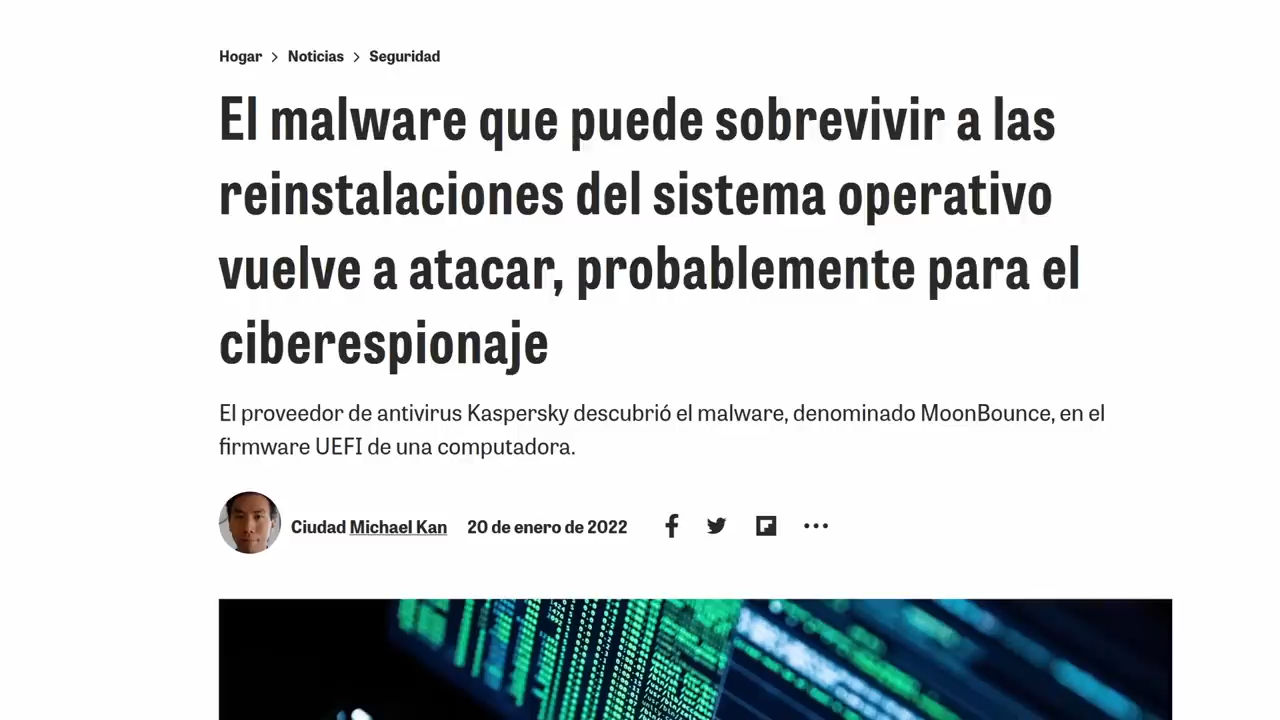 Hogar > Noticias > Seguridad
El malware que puede sobrevivir a las
reinstalaciones del sistema operativo
vuelve a atacar, probablemente para el
ciberespionaje
El proveedor de antivirus Kaspersky descubrió el malware, denominado MoonBounce, en el
firmware UEFI de una computadora.
Ciudad Michael Kan 20 de enero de 2022